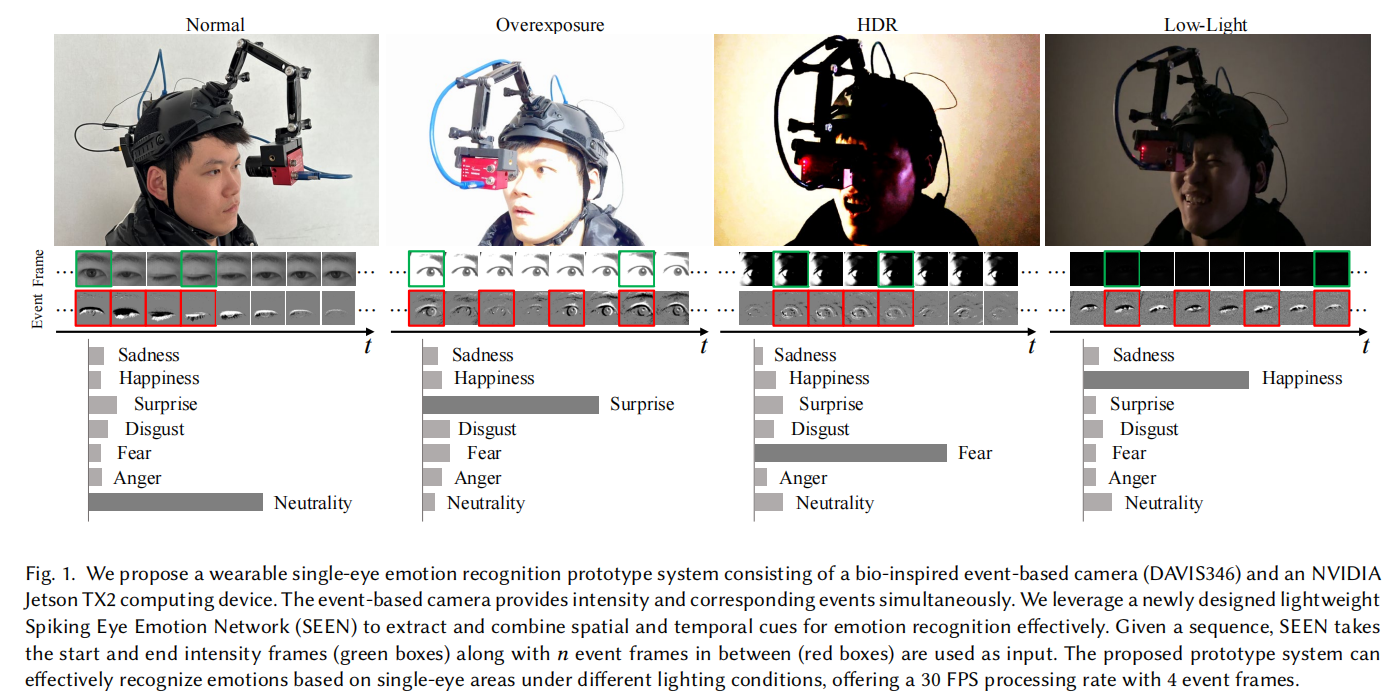 Normal
Overexposure
HDR
Low-Light
Frame
Event
... ...
... ...
... ...
... ...
t
t
t
t
Sadness
Happiness
Surprise
Disgust
Fear
Anger
Neutrality
Sadness
Happiness
Surprise
Disgust
Fear
Anger
Neutrality
Sadness
Happiness
Surprise
Disgust
Fear
Anger
Neutrality
Sadness
Happiness
Surprise
Disgust
Fear
Anger
Neutrality
Fig. 1. We propose a wearable single-eye emotion recognition prototype system consisting of a bio-inspired event-based camera (DAVIS346) and an NVIDIA
Jetson TX2 computing device. The event-based camera provides intensity and corresponding events simultaneously. We leverage a newly designed lightweight
Spiking Eye Emotion Network (SEEN) to extract and combine spatial and temporal cues for emotion recognition effectively. Given a sequence, SEEN takes
the start and end intensity frames (green boxes) along with n event frames in between (red boxes) are used as input. The proposed prototype system can
effectively recognize emotions based on single-eye areas under different lighting conditions, offering a 30 FPS processing rate with 4 event frames.